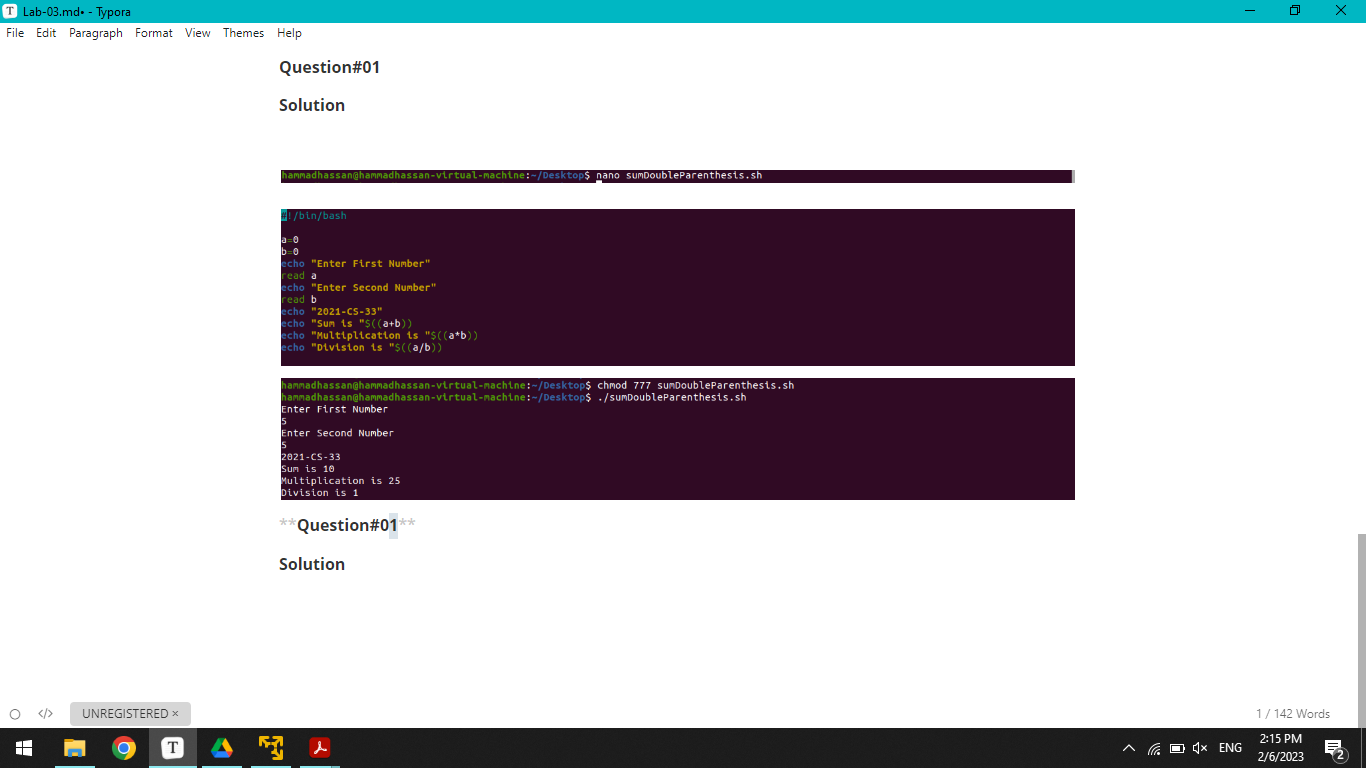 T Lab-03.md• - Typora
File Edit Paragraph Format View Themes Help
Question#01
Solution
hammadhassan@hammadhassan-virtual-machine:~/Desktop$ nano sumDoubleParenthesis.sh
#!/bin/bash
a=0
b=0
echo "Enter First Number"
read a
echo "Enter Second Number"
read b
echo "2021-CS-33"
echo "Sum is "$((a+b))
echo "Multiplication is "$((a*b))
echo "Division is "$((a/b))
hammadhassan@hammadhassan-virtual-machine:~/Desktop$ chmod 777 sumDoubleParenthesis.sh
hammadhassan@hammadhassan-virtual-machine:~/Desktop$ ./sumDoubleParenthesis.sh
Enter First Number
5
Enter Second Number
5
2021-CS-33
Sum is 10
Multiplication is 25
Division is 1
**Question#01**
Solution
</> UNREGISTERED × 1 / 142 Words
T ENG 2:15 PM
2/6/2023 2